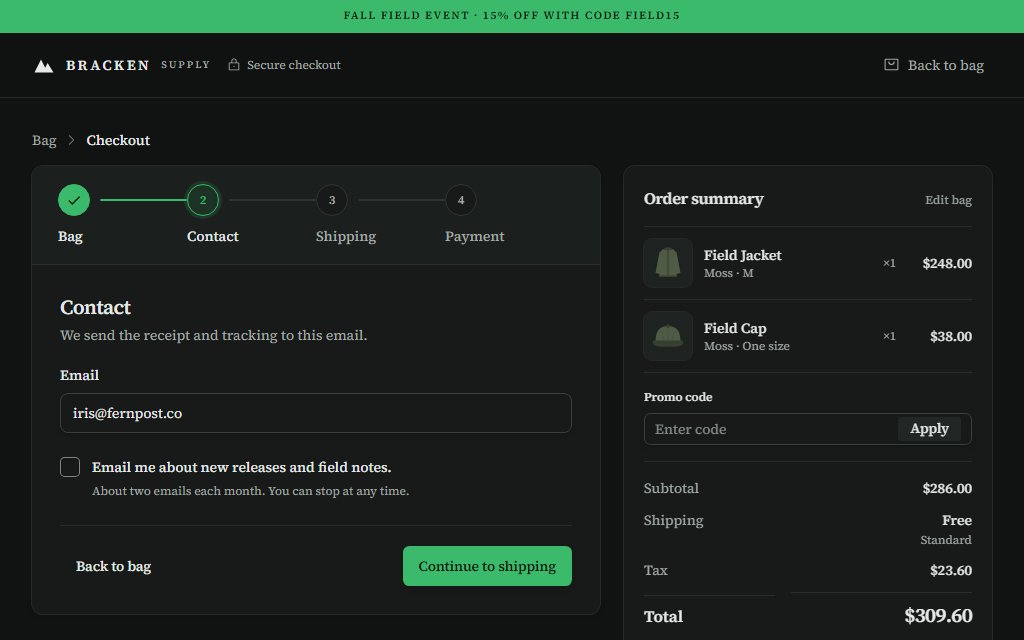 FALL FIELD EVENT · 15% OFF WITH CODE FIELD15
BRACKEN SUPPLY Secure checkout Back to bag
Bag Checkout
2 3 4
Bag Contact Shipping Payment
Contact
We send the receipt and tracking to this email.
Email
iris@fernpost.co
Email me about new releases and field notes.
About two emails each month. You can stop at any time.
Back to bag Continue to shipping
Order summary Edit bag
Field Jacket ×1 $248.00
Moss · M
Field Cap ×1 $38.00
Moss · One size
Promo code
Enter code Apply
Subtotal $286.00
Shipping Free
Standard
Tax $23.60
Total $309.60